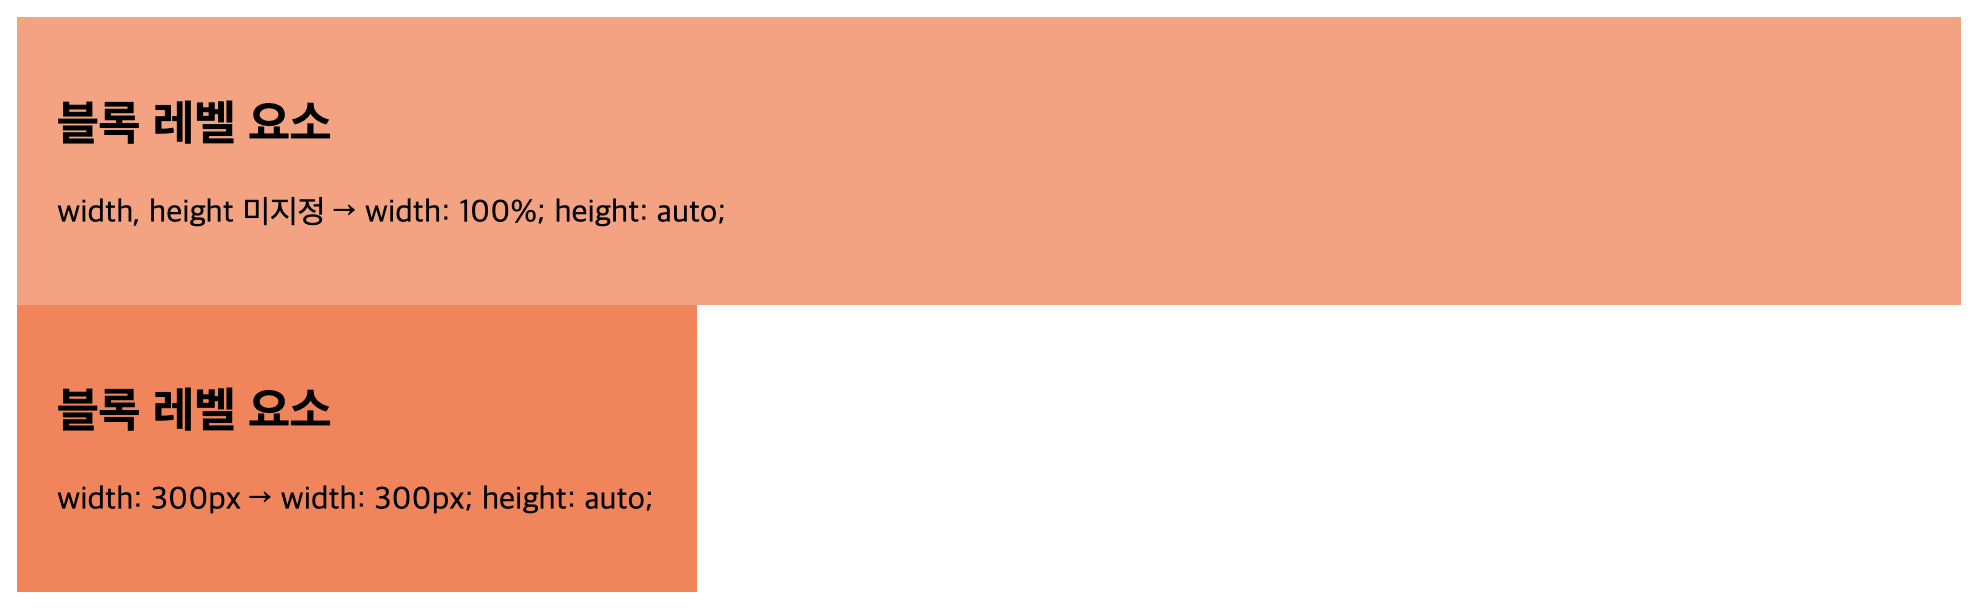 블록 레벨 요소
width, height 미지정 → width: 100%; height: auto;
블록 레벨 요소
width: 300px → width: 300px; height: auto;